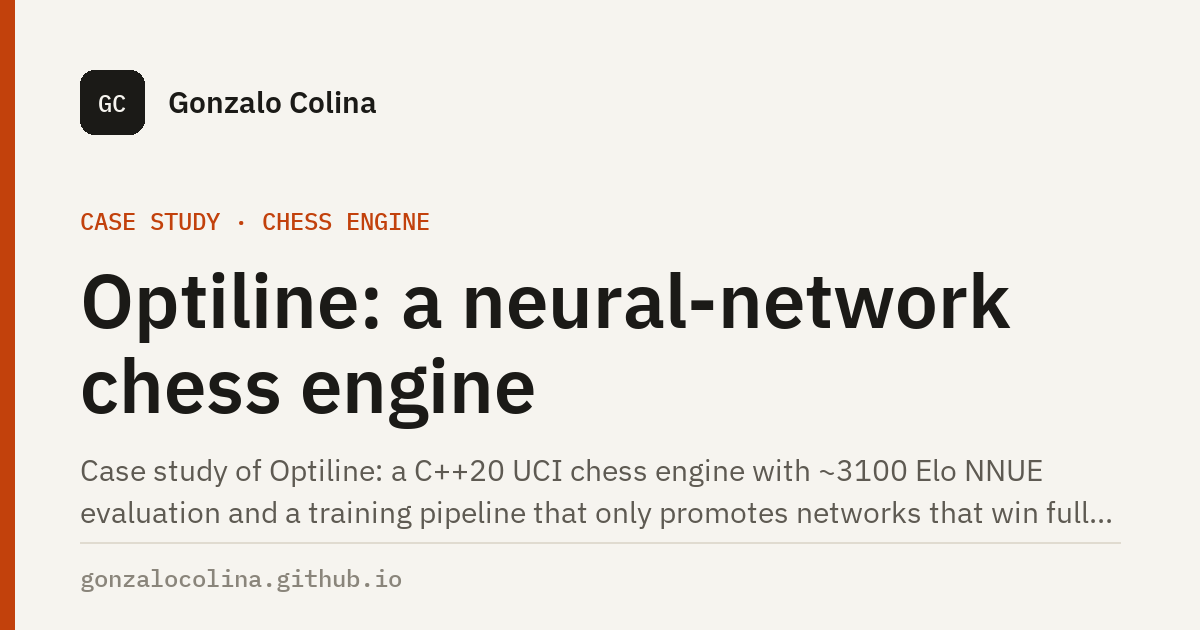 GC
Gonzalo Colina
CASE STUDY · CHESS ENGINE
Optiline: a neural-network
chess engine
Case study of Optiline: a C++20 UCI chess engine with ~3100 Elo NNUE
evaluation and a training pipeline that only promotes networks that win full...
gonzalocolina.github.io